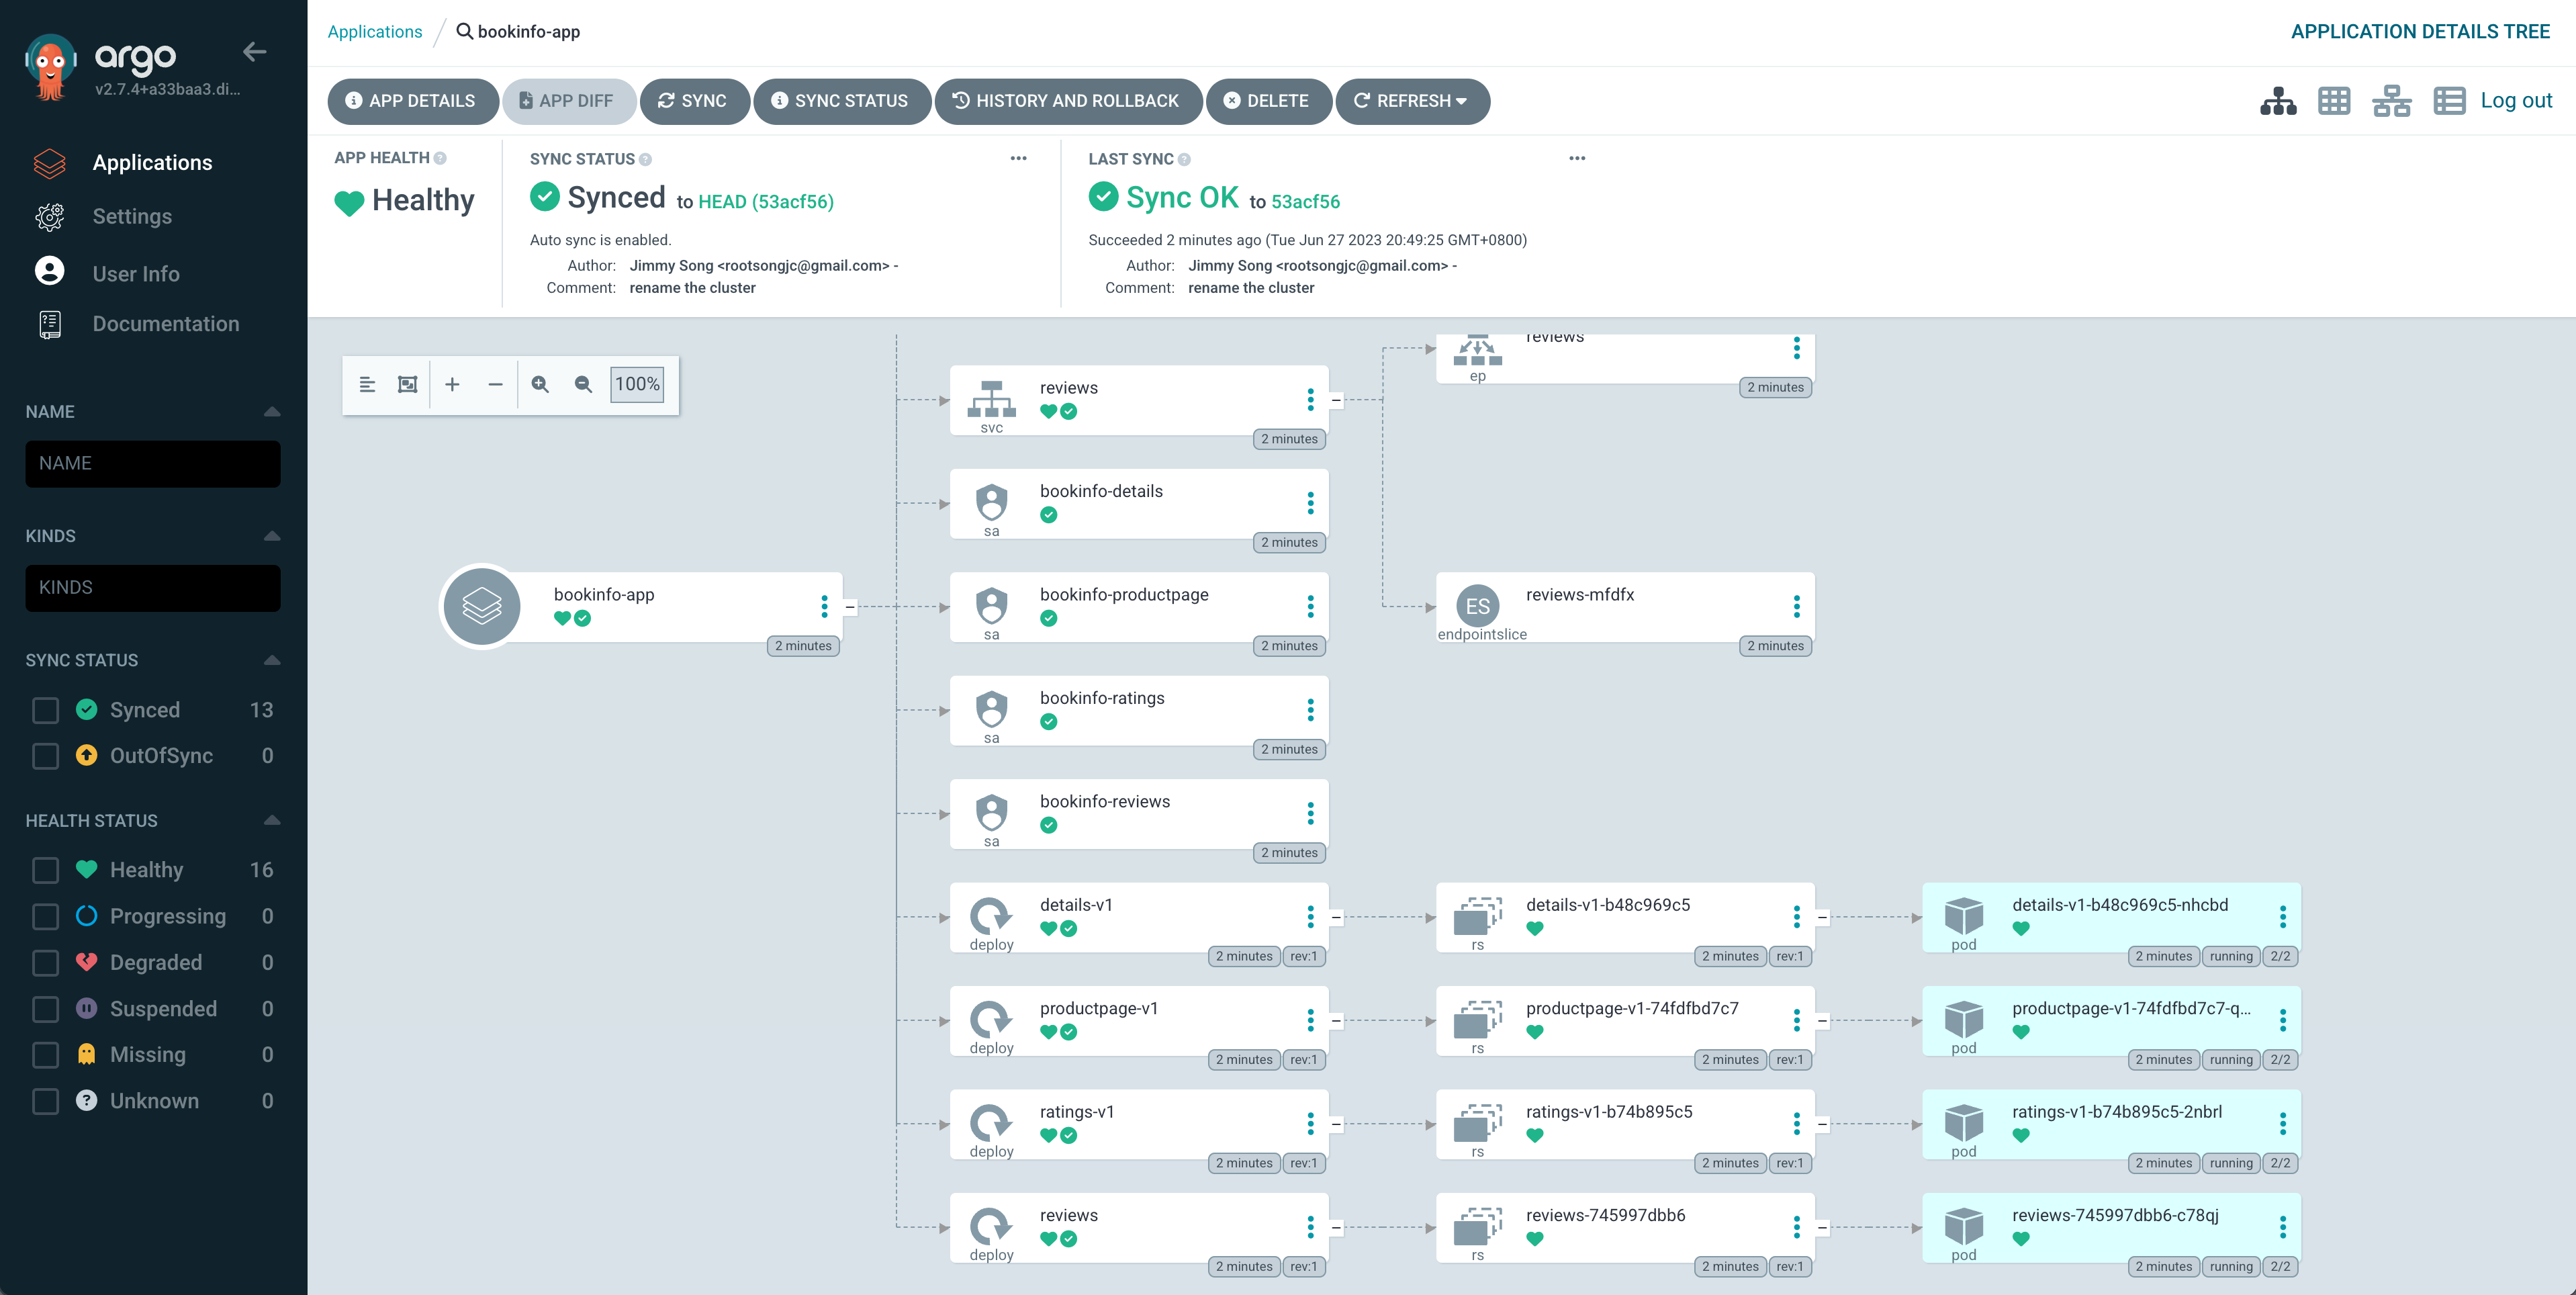 argo
v2.7.4+a33baa3.di...
Applications
Settings
User Info
Documentation
NAME
NAME
KINDS
KINDS
SYNC STATUS
Synced 13
OutOfSync 0
HEALTH STATUS
Healthy 16
Progressing 0
Degraded 0
Suspended 0
Missing 0
Unknown 0
Applications / bookinfo-app
APPLICATION DETAILS TREE
APP DETAILS APP DIFF SYNC SYNC STATUS HISTORY AND ROLLBACK DELETE REFRESH
Log out
APP HEALTH
Healthy
SYNC STATUS
Synced to HEAD (53acf56)
Auto sync is enabled.
Author: Jimmy Song <rootsongjc@gmail.com> -
Comment: rename the cluster
LAST SYNC
Sync OK to 53acf56
Succeeded 2 minutes ago (Tue Jun 27 2023 20:49:25 GMT+0800)
Author: Jimmy Song <rootsongjc@gmail.com> -
Comment: rename the cluster
100%
bookinfo-app
2 minutes
reviews
svc
2 minutes
reviews
ep
2 minutes
bookinfo-details
sa
2 minutes
bookinfo-productpage
sa
2 minutes
ES
reviews-mfdfx
endpointslice
2 minutes
bookinfo-ratings
sa
2 minutes
bookinfo-reviews
sa
2 minutes
details-v1
deploy
2 minutes rev:1
details-v1-b48c969c5
rs
2 minutes rev:1
details-v1-b48c969c5-nhcbd
pod
2 minutes running 2/2
productpage-v1
deploy
2 minutes rev:1
productpage-v1-74fdfbd7c7
rs
2 minutes rev:1
productpage-v1-74fdfbd7c7-q...
pod
2 minutes running 2/2
ratings-v1
deploy
2 minutes rev:1
ratings-v1-b74b895c5
rs
2 minutes rev:1
ratings-v1-b74b895c5-2nbrl
pod
2 minutes running 2/2
reviews
deploy
2 minutes rev:1
reviews-745997dbb6
rs
2 minutes rev:1
reviews-745997dbb6-c78qj
pod
2 minutes running 2/2